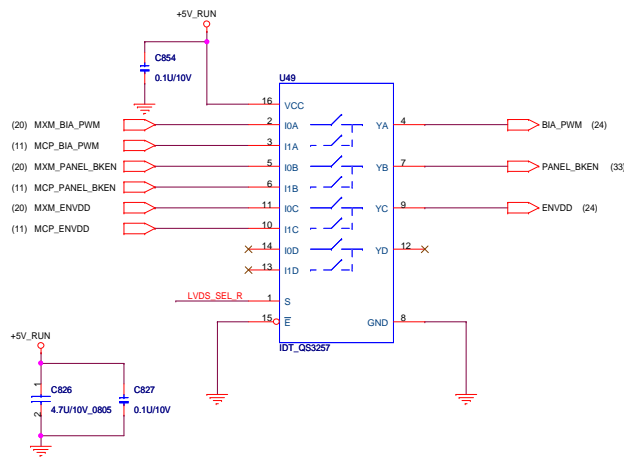 +5V_RUN
C854
0.1U/10V
U49
16 VCC
(20) MXM_BIA_PWM 2 I0A YA 4 BIA_PWM (24)
(11) MCP_BIA_PWM 3 I1A
(20) MXM_PANEL_BKEN 5 I0B YB 7 PANEL_BKEN (33)
(11) MCP_PANEL_BKEN 6 I1B
(20) MXM_ENVDD 11 I0C YC 9 ENVDD (24)
(11) MCP_ENVDD 10 I1C
14 I0D YD 12
13 I1D
LVDS_SEL_R 1 S
15 E GND 8
IDT_QS3257
+5V_RUN
1
C826 C827
2 4.7U/10V_0805 0.1U/10V